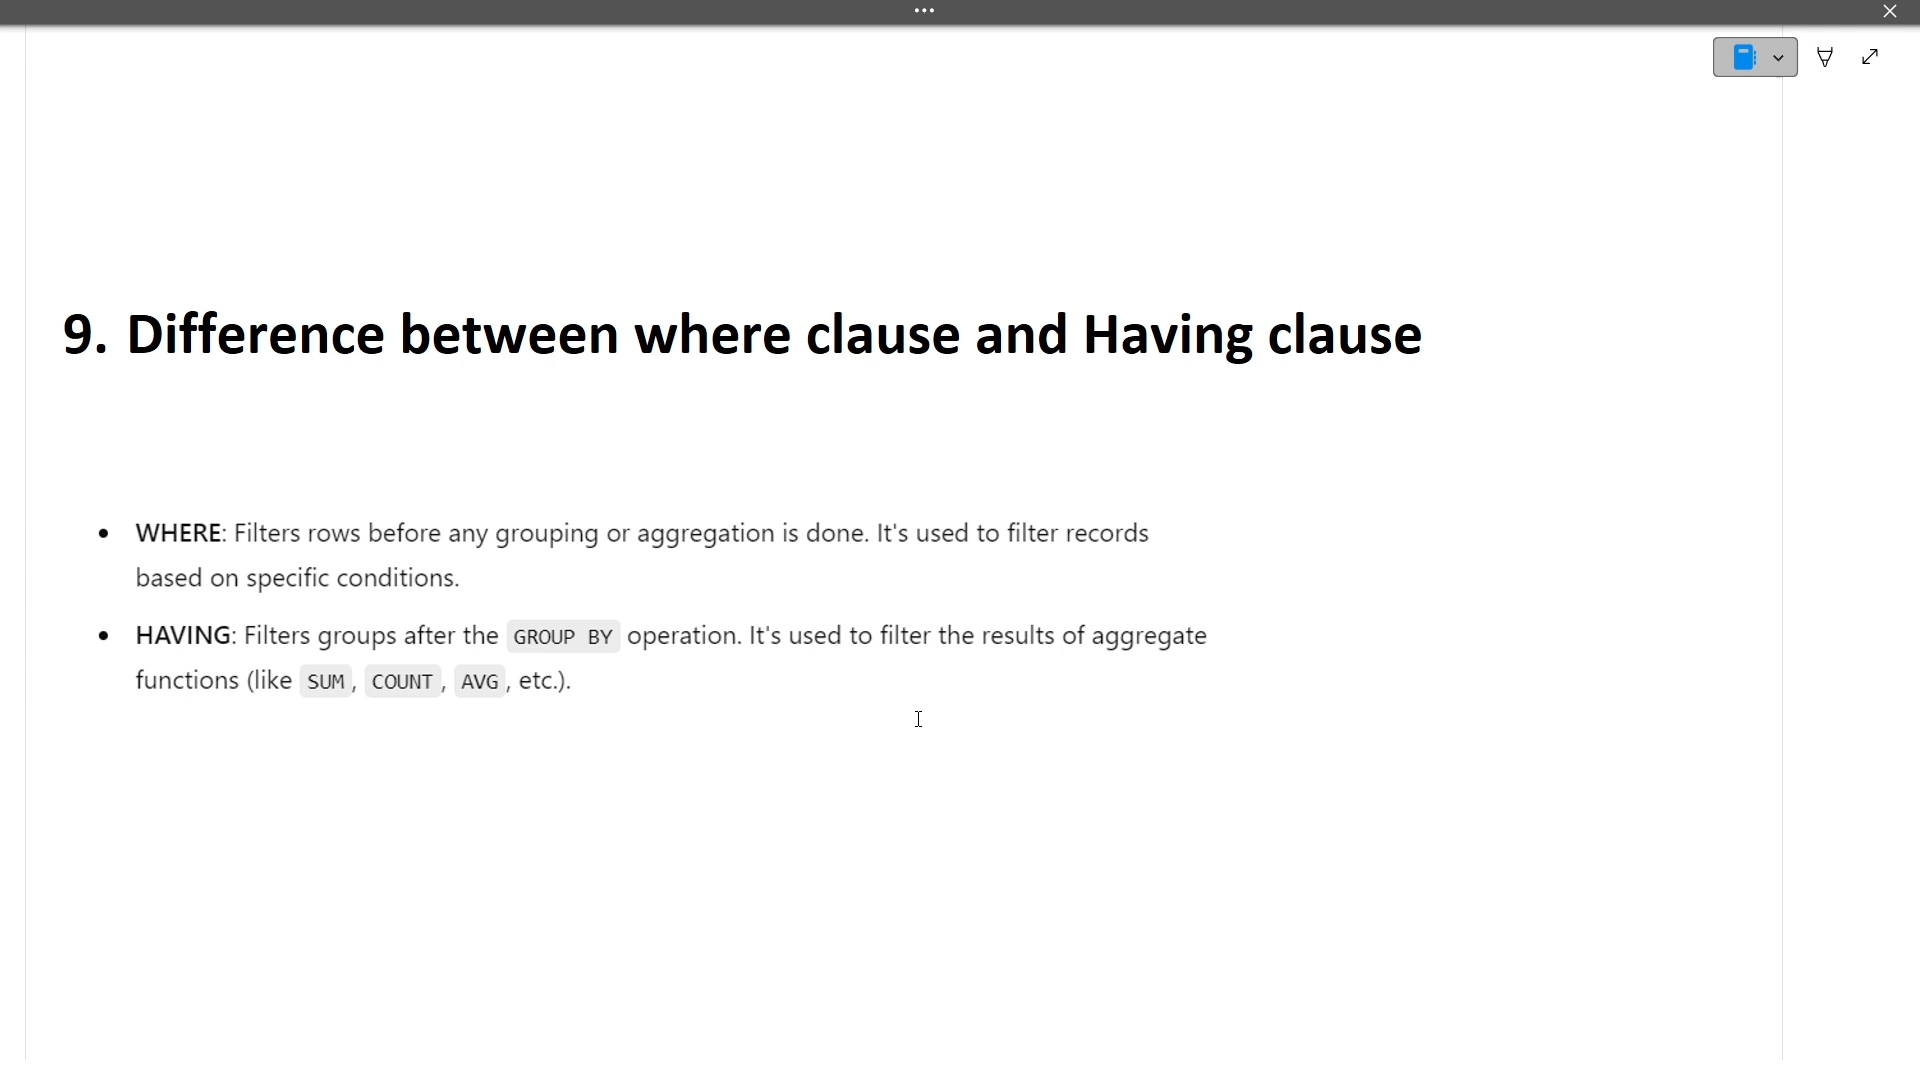 9. Difference between where clause and Having clause
• WHERE: Filters rows before any grouping or aggregation is done. It's used to filter records
based on specific conditions.
• HAVING: Filters groups after the GROUP BY operation. It's used to filter the results of aggregate
functions (like SUM, COUNT, AVG, etc.).